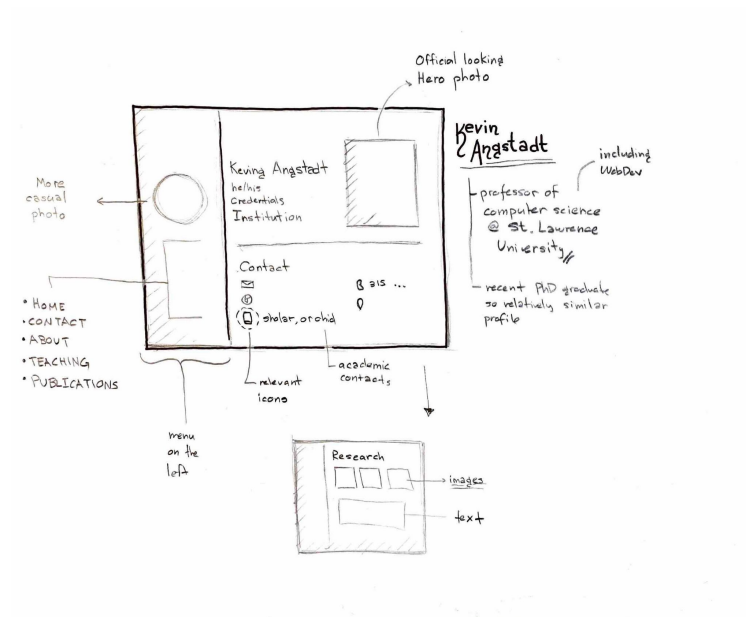 Official looking
Hero photo
Kevin
Angstadt
including
WebDev
professor of
computer science
@ St. Lawrence
University
recent PhD graduate
so relatively similar
profile
More
casual
photo
Keving Angstadt
he/his
Credentials
Institution
Contact
315 ...
sholar, orchid
• HOME
• CONTACT
• ABOUT
• TEACHING
• PUBLICATIONS
relevant
icons
academic
contacts
menu
on the
left
Research
images
text